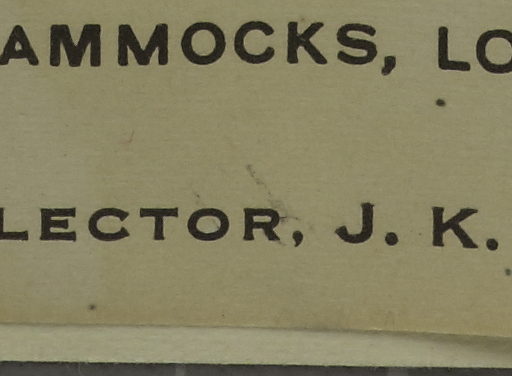 AMMOCKS, LO
LECTOR, J. K.